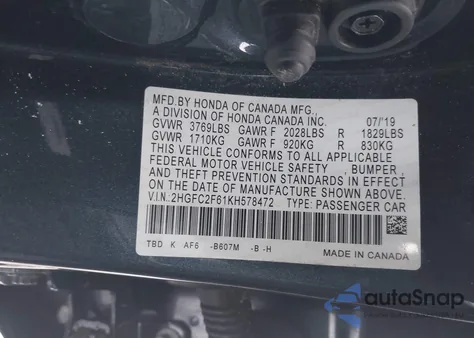 MFD.BY HONDA OF CANADA MFG.
A DIVISION OF HONDA CANADA INC. 07/'19
GVWR 3769LBS GAWR F 2028LBS R 1829LBS
GVWR 1710KG GAWR F 920KG R 830KG
THIS VEHICLE CONFORMS TO ALL APPLICABLE
FEDERAL MOTOR VEHICLE SAFETY , BUMPER ,
AND THEFT PREVENTION STANDARDS IN EFFECT
ON THE DATE OF MANUFACTURE SHOWN ABOVE.
V.I.N.:2HGFC2F61KH578472 TYPE: PASSENGER CAR
TBD K AF6 -B607M -B -H MADE IN CANADA
autoSnap